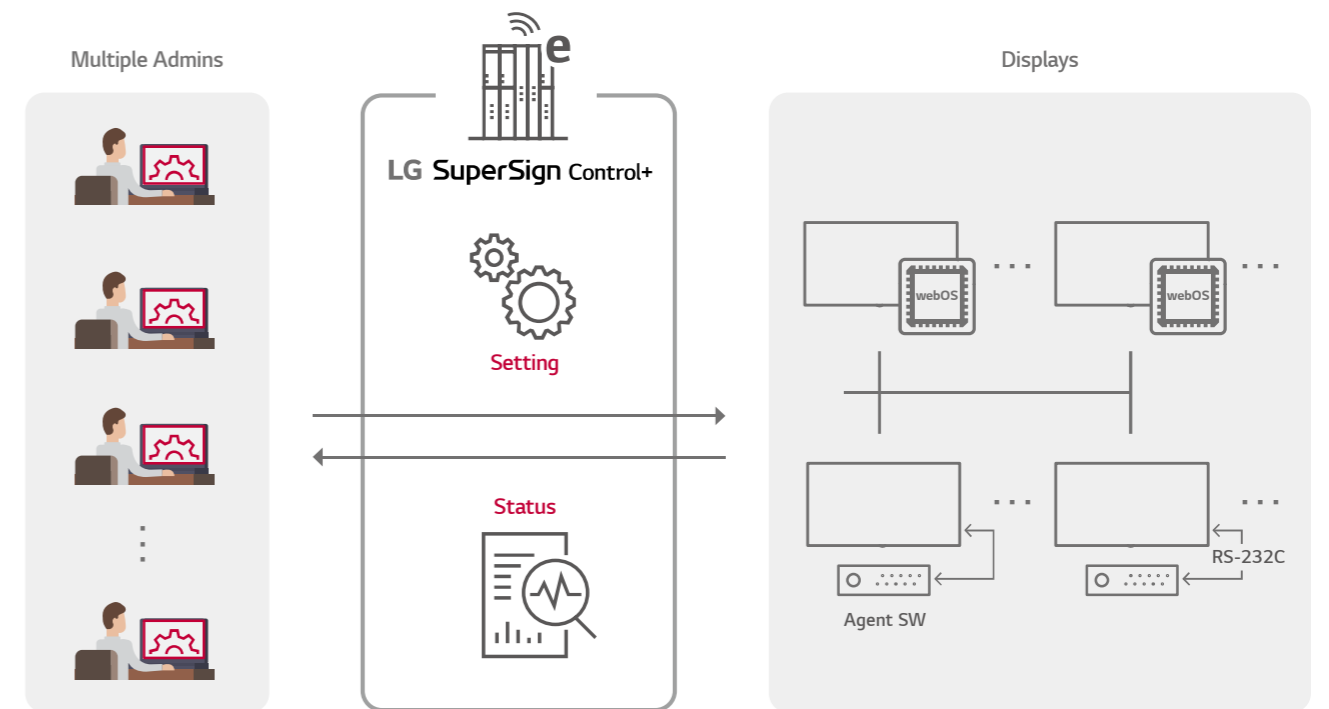 Multiple Admins
e
Displays
LG SuperSign Control+
webOS
webOS
Setting
Status
RS-232C
Agent SW